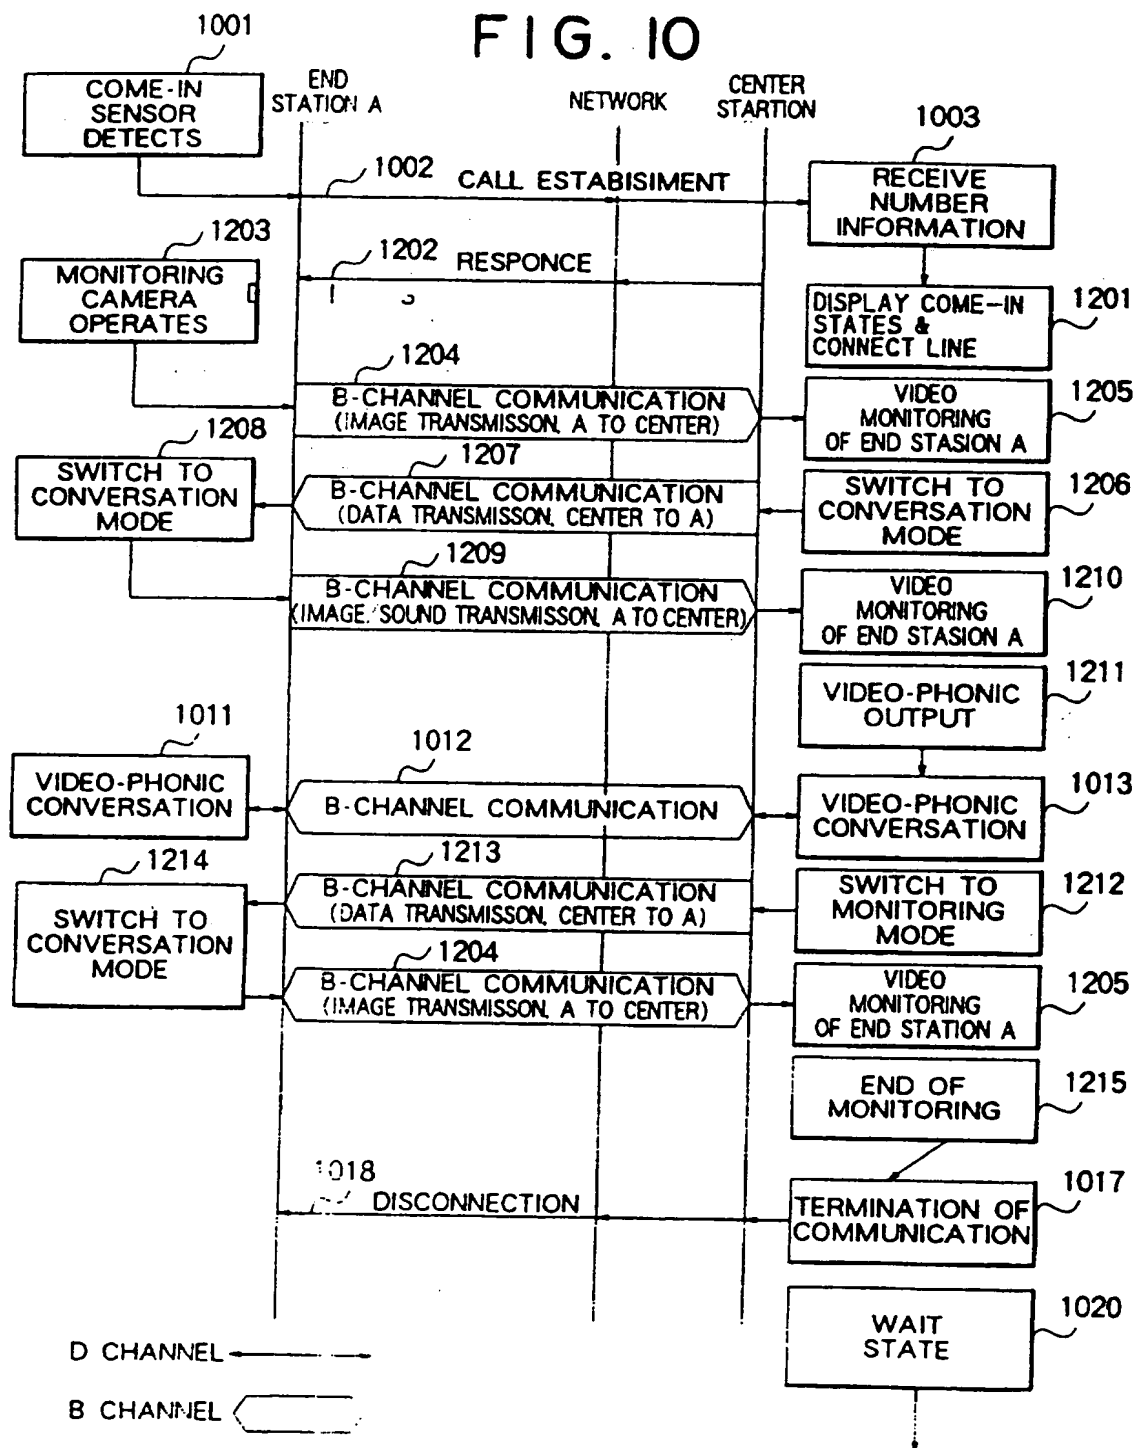 FIG. 10
1001
COME-IN
SENSOR
DETECTS
END
STATION A
NETWORK
CENTER
STARTION
1002
CALL ESTABISIMENT
1003
RECEIVE
NUMBER
INFORMATION
1203
MONITORING
CAMERA
OPERATES
1202
RESPONCE
DISPLAY COME-IN
STATES &
CONNECT LINE
1201
1204
B-CHANNEL COMMUNICATION
(IMAGE TRANSMISSON, A TO CENTER)
VIDEO
MONITORING
OF END STASION A
1205
1208
SWITCH TO
CONVERSATION
MODE
1207
B-CHANNEL COMMUNICATION
(DATA TRANSMISSON, CENTER TO A)
SWITCH TO
CONVERSATION
MODE
1206
1209
B-CHANNEL COMMUNICATION
(IMAGE, SOUND TRANSMISSON, A TO CENTER)
VIDEO
MONITORING
OF END STASION A
1210
VIDEO-PHONIC
OUTPUT
1211
1011
VIDEO-PHONIC
CONVERSATION
1012
B-CHANNEL COMMUNICATION
VIDEO-PHONIC
CONVERSATION
1013
1214
SWITCH TO
CONVERSATION
MODE
1213
B-CHANNEL COMMUNICATION
(DATA TRANSMISSON, CENTER TO A)
SWITCH TO
MONITORING
MODE
1212
1204
B-CHANNEL COMMUNICATION
(IMAGE TRANSMISSON, A TO CENTER)
VIDEO
MONITORING
OF END STATION A
1205
END OF
MONITORING
1215
1018
DISCONNECTION
TERMINATION OF
COMMUNICATION
1017
WAIT
STATE
1020
D CHANNEL
B CHANNEL